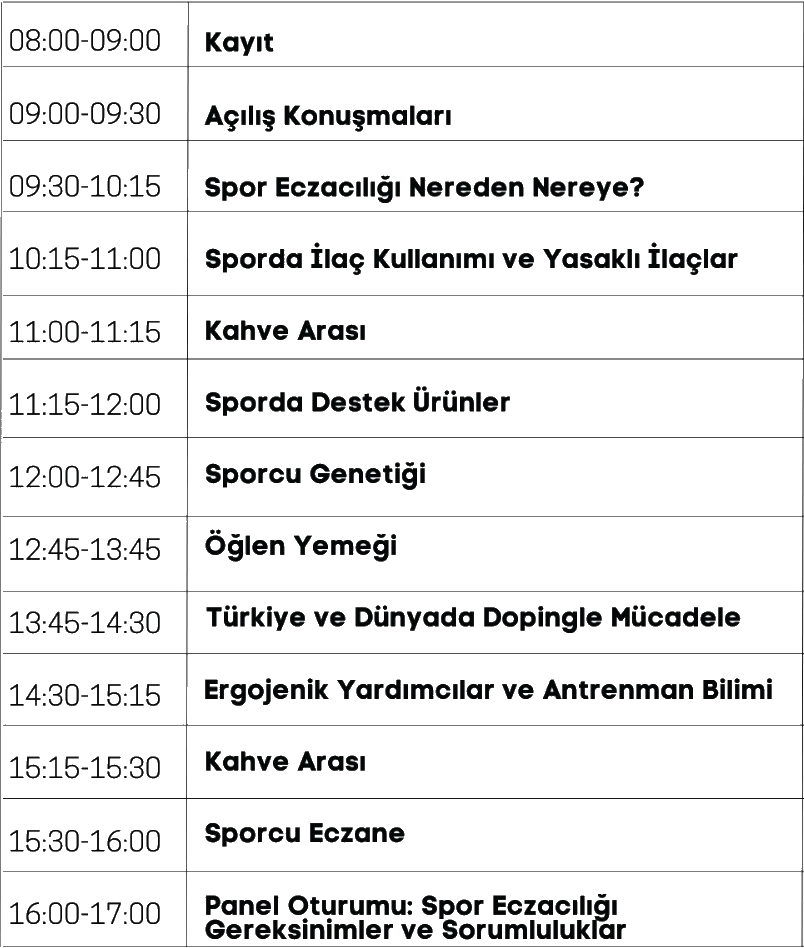 08:00-09:00 Kayıt
09:00-09:30 Açılış Konuşmaları
09:30-10:15 Spor Eczacılığı Nereden Nereye?
10:15-11:00 Sporda İlaç Kullanımı ve Yasaklı İlaçlar
11:00-11:15 Kahve Arası
11:15-12:00 Sporda Destek Ürünler
12:00-12:45 Sporcu Genetiği
12:45-13:45 Öğlen Yemeği
13:45-14:30 Türkiye ve Dünyada Dopingle Mücadele
14:30-15:15 Ergojenik Yardımcılar ve Antrenman Bilimi
15:15-15:30 Kahve Arası
15:30-16:00 Sporcu Eczane
16:00-17:00 Panel Oturumu: Spor Eczacılığı
Gereksinimler ve Sorumluluklar